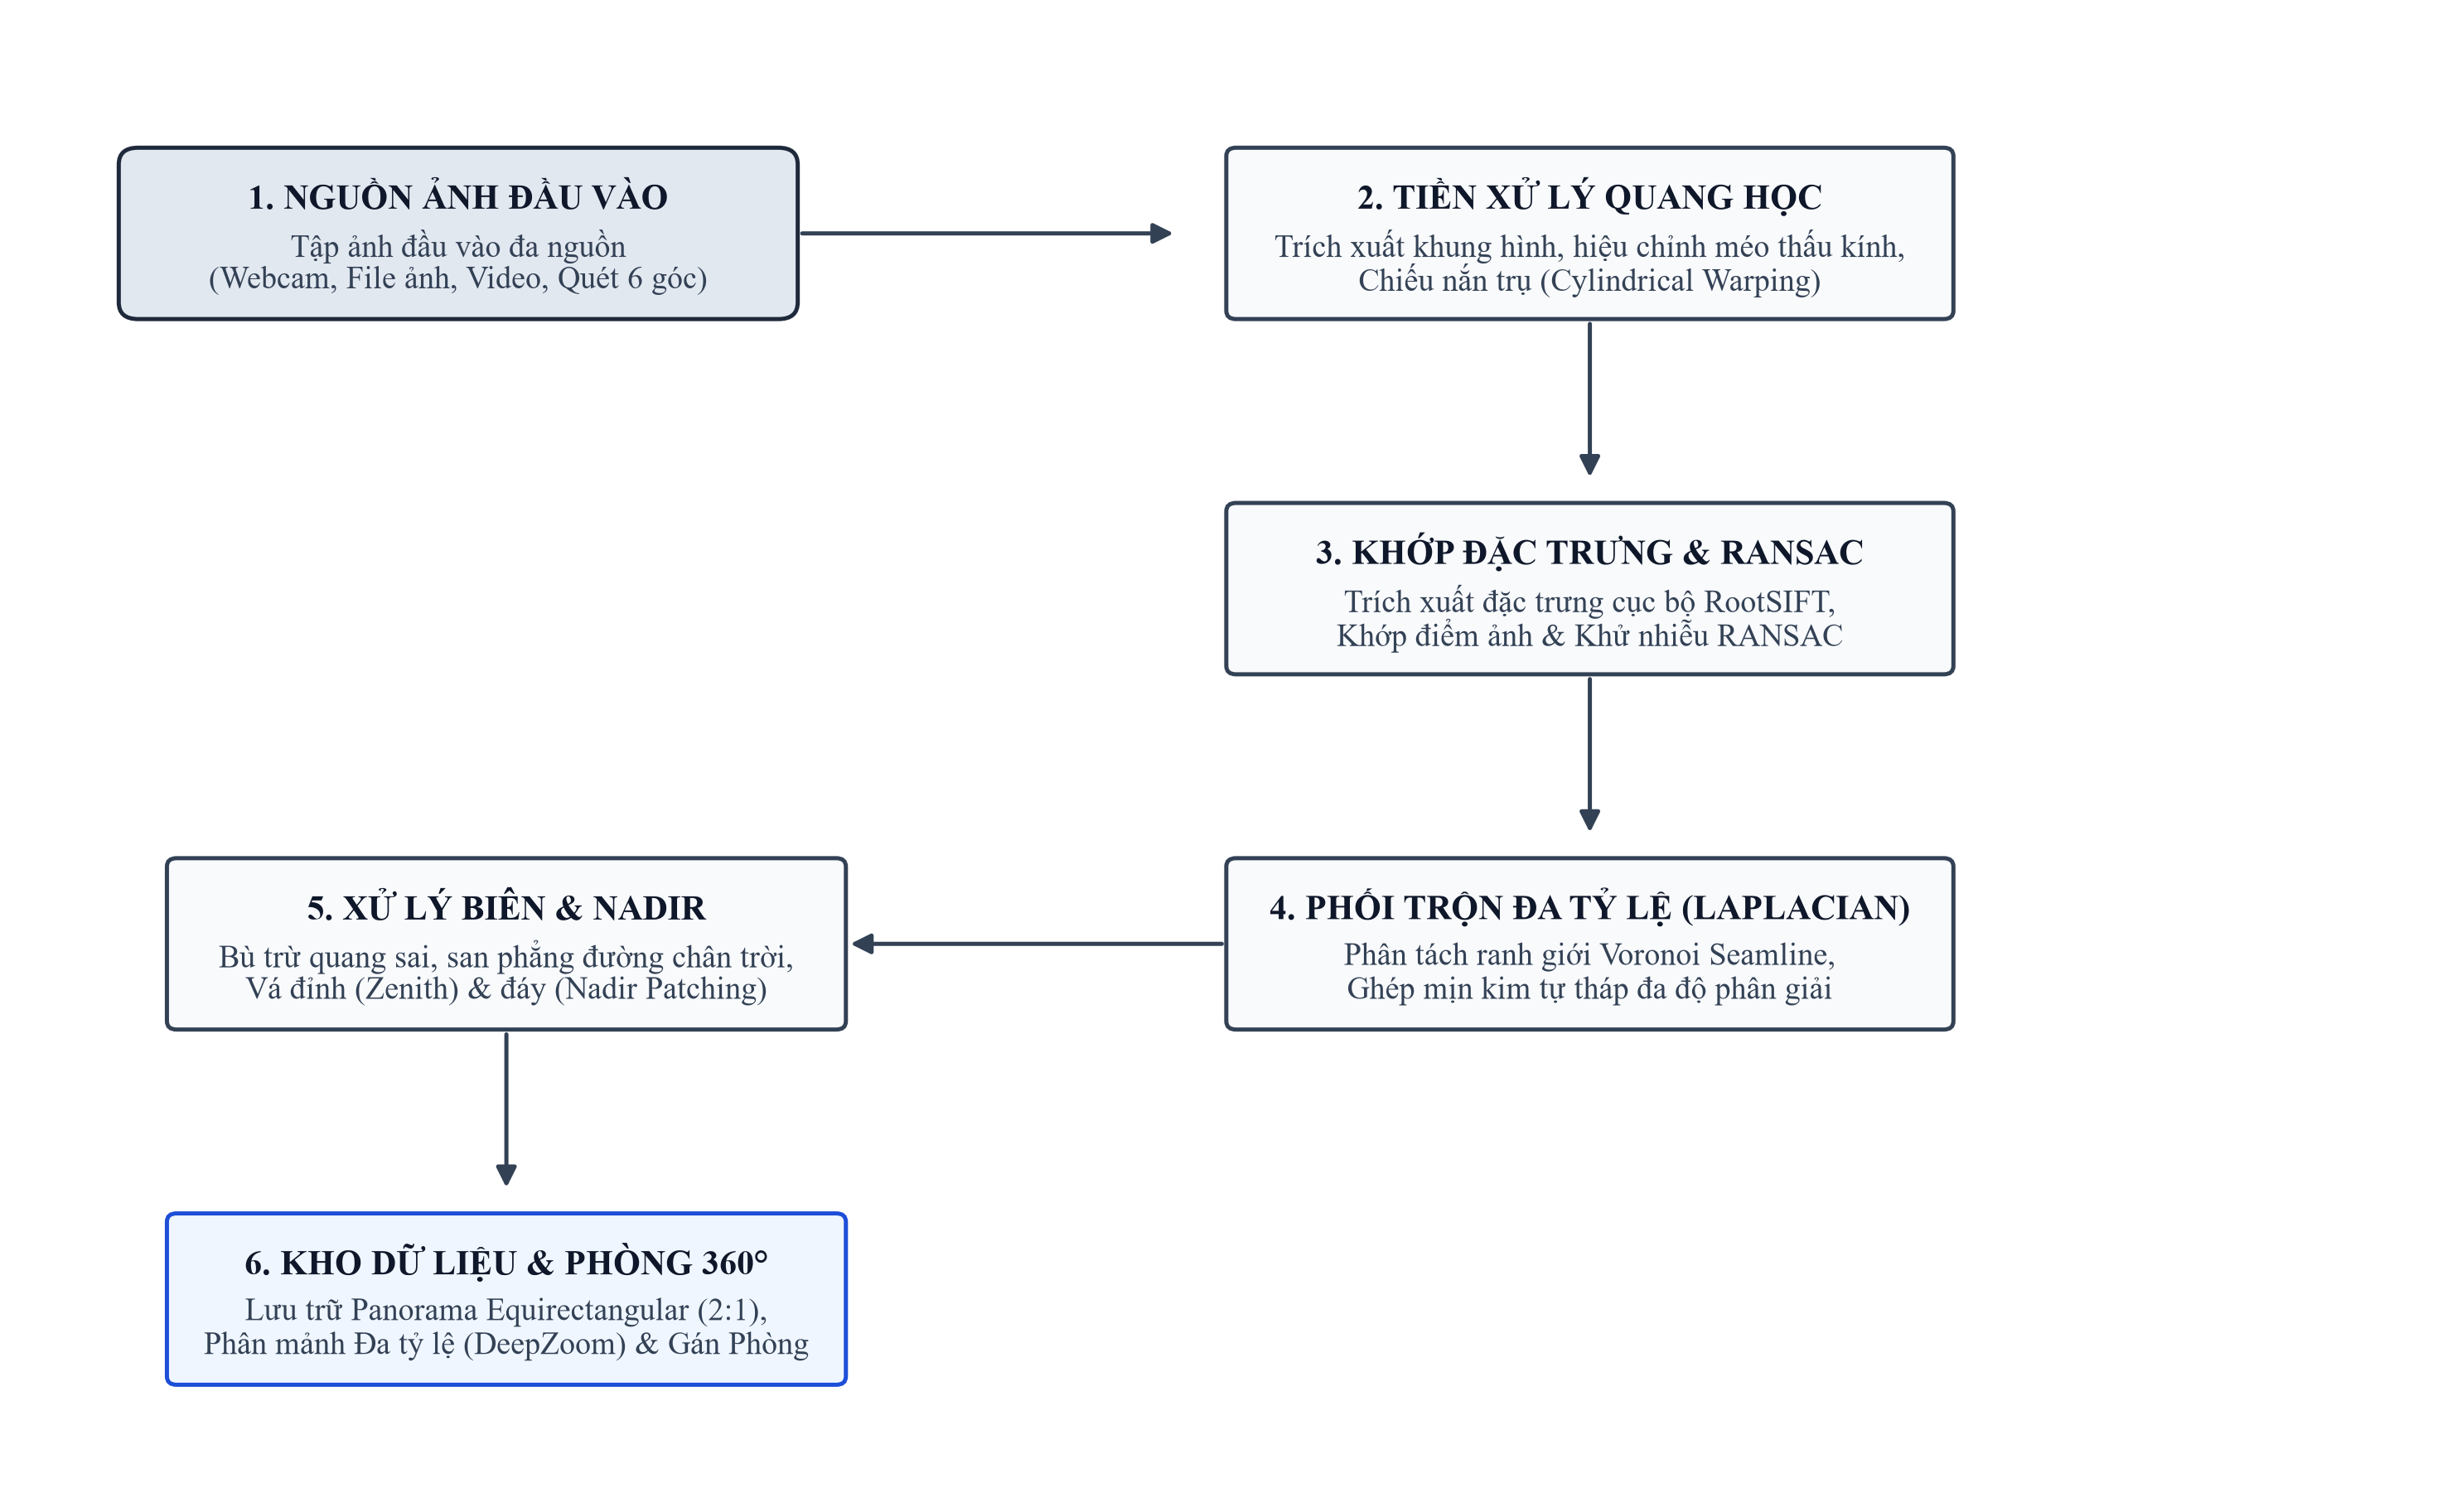 1. NGUỒN ẢNH ĐẦU VÀO
Tập ảnh đầu vào đa nguồn
(Webcam, File ảnh, Video, Quét 6 góc)
2. TIỀN XỬ LÝ QUANG HỌC
Trích xuất khung hình, hiệu chỉnh méo thấu kính,
Chiếu nắn trụ (Cylindrical Warping)
3. KHỚP ĐẶC TRƯNG & RANSAC
Trích xuất đặc trưng cục bộ RootSIFT,
Khớp điểm ảnh & Khử nhiễu RANSAC
4. PHỐI TRỘN ĐA TỶ LỆ (LAPLACIAN)
Phân tách ranh giới Voronoi Seamline,
Ghép mịn kim tự tháp đa độ phân giải
5. XỬ LÝ BIÊN & NADIR
Bù trừ quang sai, san phẳng đường chân trời,
Vá đỉnh (Zenith) & đáy (Nadir Patching)
6. KHO DỮ LIỆU & PHÒNG 360°
Lưu trữ Panorama Equirectangular (2:1),
Phân mảnh Đa tỷ lệ (DeepZoom) & Gán Phòng